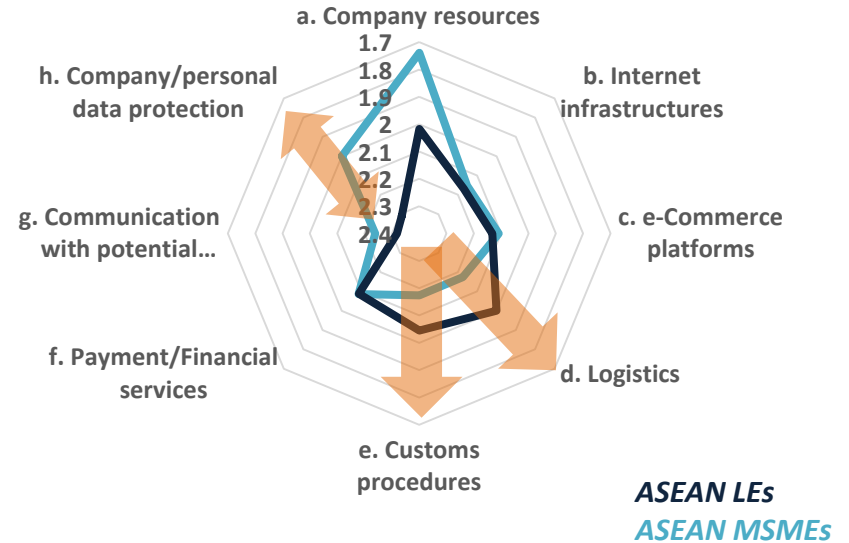 a. Company resources
1.7
1.8
1.9
2
2.1
2.2
2.3
2.4
b. Internet
infrastructures
c. e-Commerce
platforms
d. Logistics
e. Customs
procedures
f. Payment/Financial
services
g. Communication
with potential…
h. Company/personal
data protection
ASEAN LEs
ASEAN MSMEs